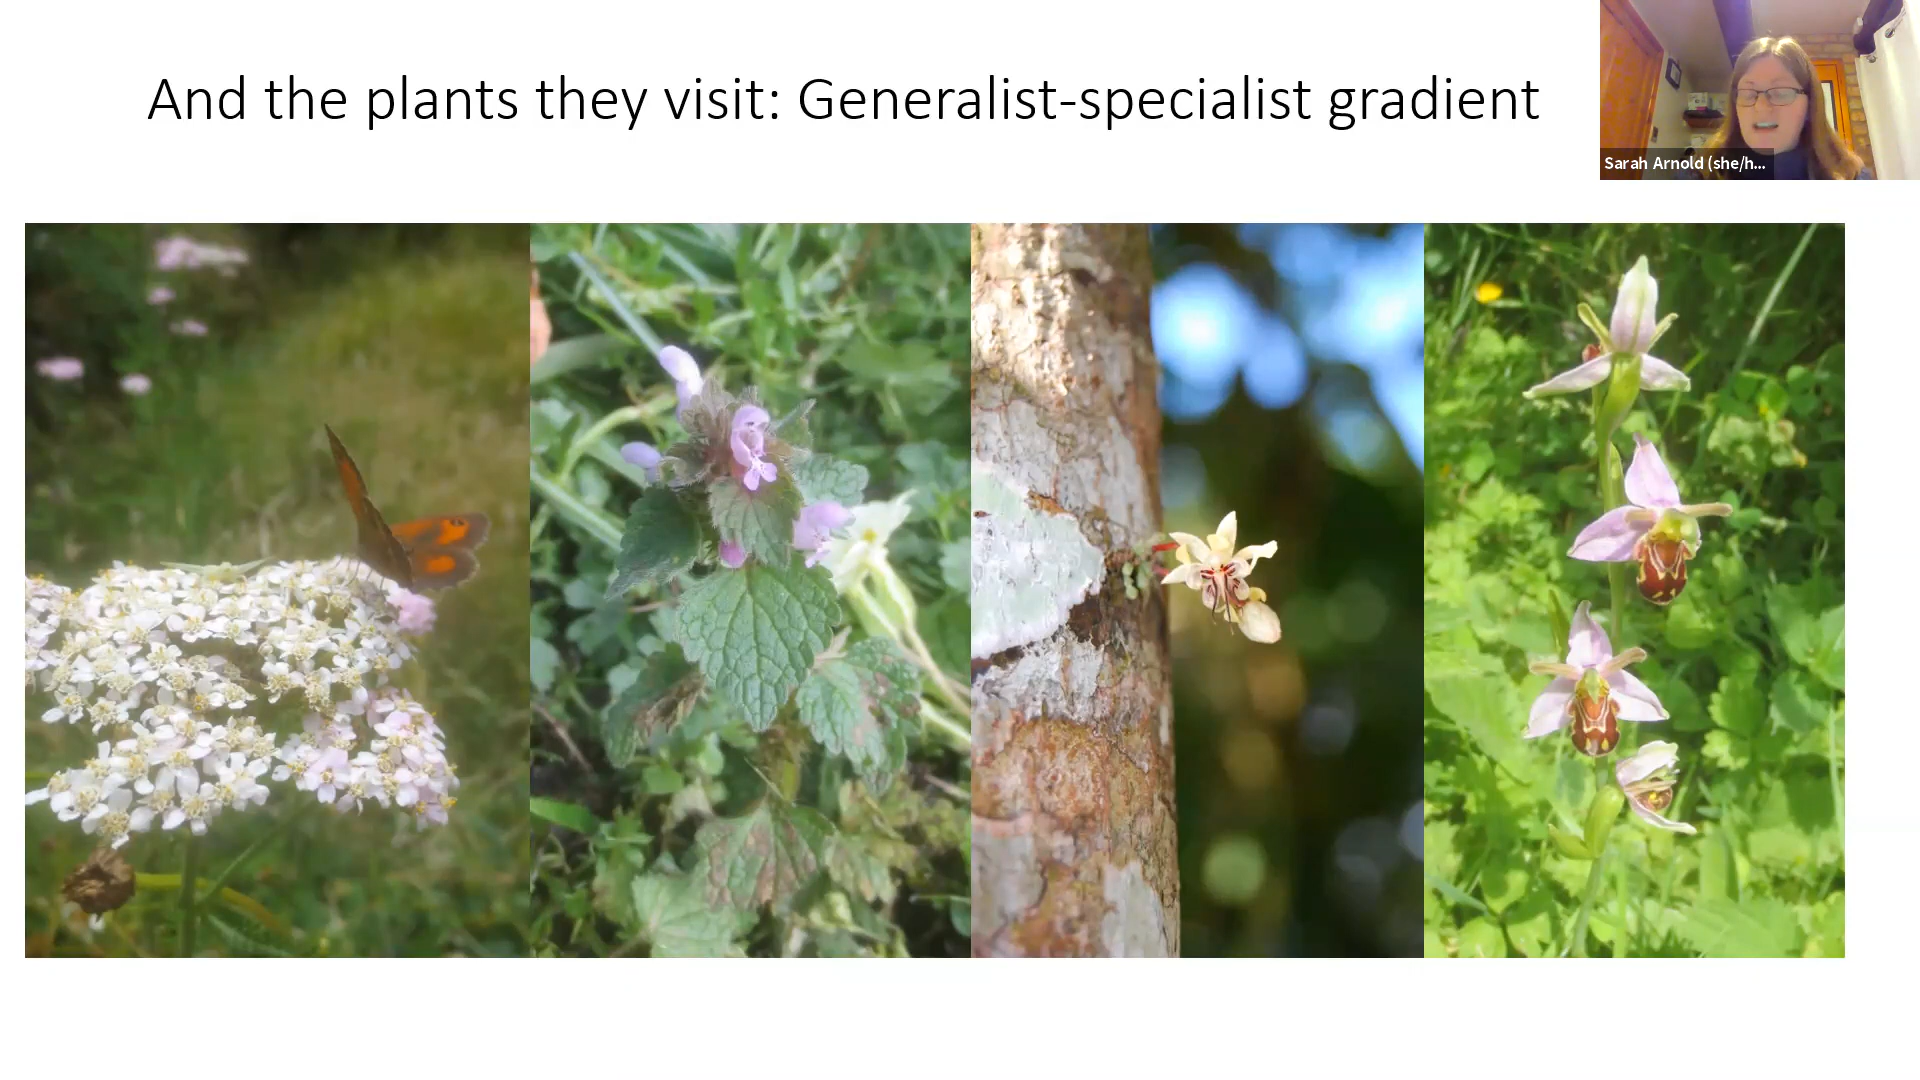 And the plants they visit: Generalist-specialist gradient
Sarah Arnold (she/h...